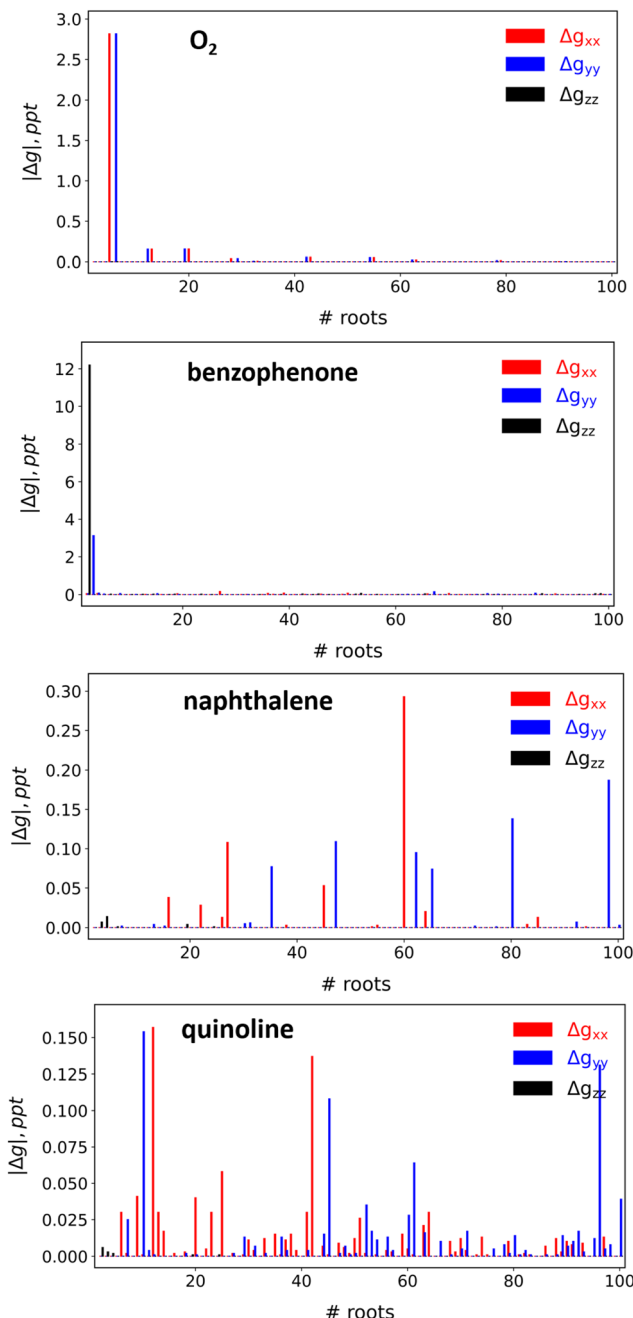 O₂
Δgxx
Δgyy
Δgzz
|Δg|, ppt
3.0
2.5
2.0
1.5
1.0
0.5
0.0
20 40 60 80 100
# roots
benzophenone
Δgxx
Δgyy
Δgzz
|Δg|, ppt
12
10
8
6
4
2
0
20 40 60 80 100
# roots
naphthalene
Δgxx
Δgyy
Δgzz
|Δg|, ppt
0.30
0.25
0.20
0.15
0.10
0.05
0.00
20 40 60 80 100
# roots
quinoline
Δgxx
Δgyy
Δgzz
|Δg|, ppt
0.150
0.125
0.100
0.075
0.050
0.025
0.000
20 40 60 80 100
# roots